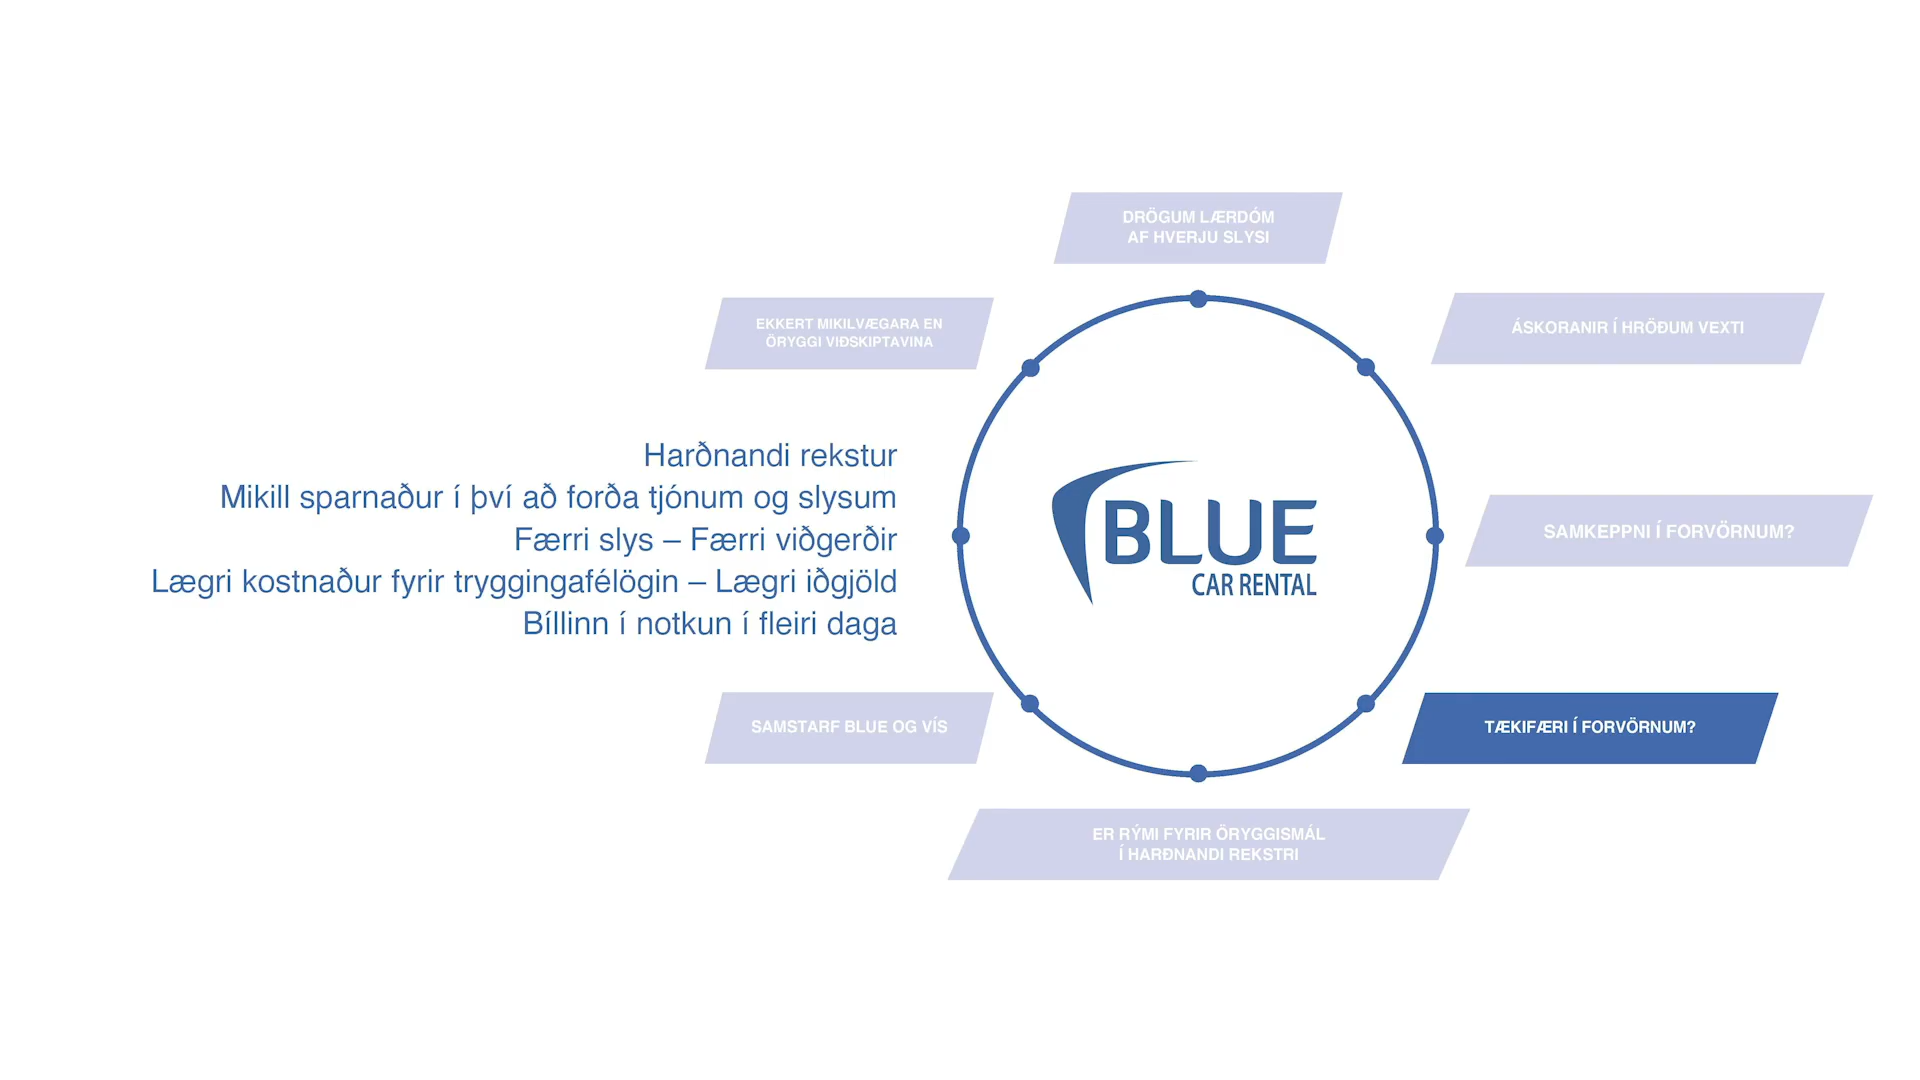 DRÖGUM LÆRDÓM
AF HVERJU SLYSI
EKKERT MIKILVÆGARA EN
ÖRYGGI VIÐSKIPTAVINA
ÁSKORANIR Í HRÖÐUM VEXTI
Harðnandi rekstur
Mikill sparnaður í því að forða tjónum og slysum
Færri slys – Færri viðgerðir
Lægri kostnaður fyrir tryggingafélögin – Lægri iðgjöld
Bíllinn í notkun í fleiri daga
BLUE
CAR RENTAL
SAMKEPPNI Í FORVÖRNUM?
SAMSTARF BLUE OG VÍS
TÆKIFÆRI Í FORVÖRNUM?
ER RÝMI FYRIR ÖRYGGISMÁL
Í HARÐNANDI REKSTRI